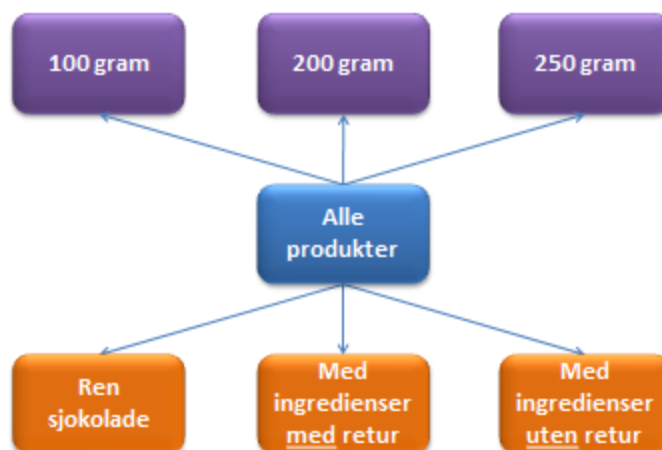 100 gram
200 gram
250 gram
Alle
produkter
Ren
sjokolade
Med
ingredienser
med retur
Med
ingredienser
uten retur